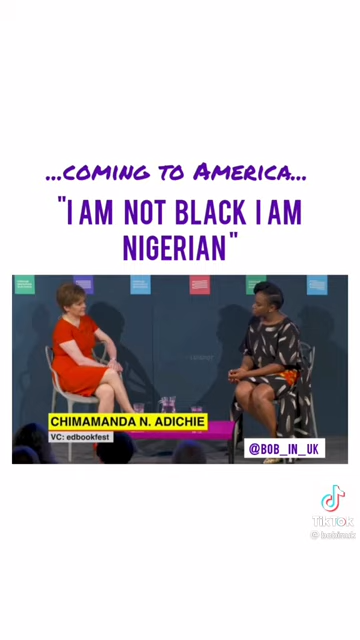 ...COMING TO AMERICA...
"I AM NOT BLACK I AM
NIGERIAN"
CHIMAMANDA N. ADICHIE
VC: edbookfest
@BOB_IN_UK
TikTok
@bobinuk